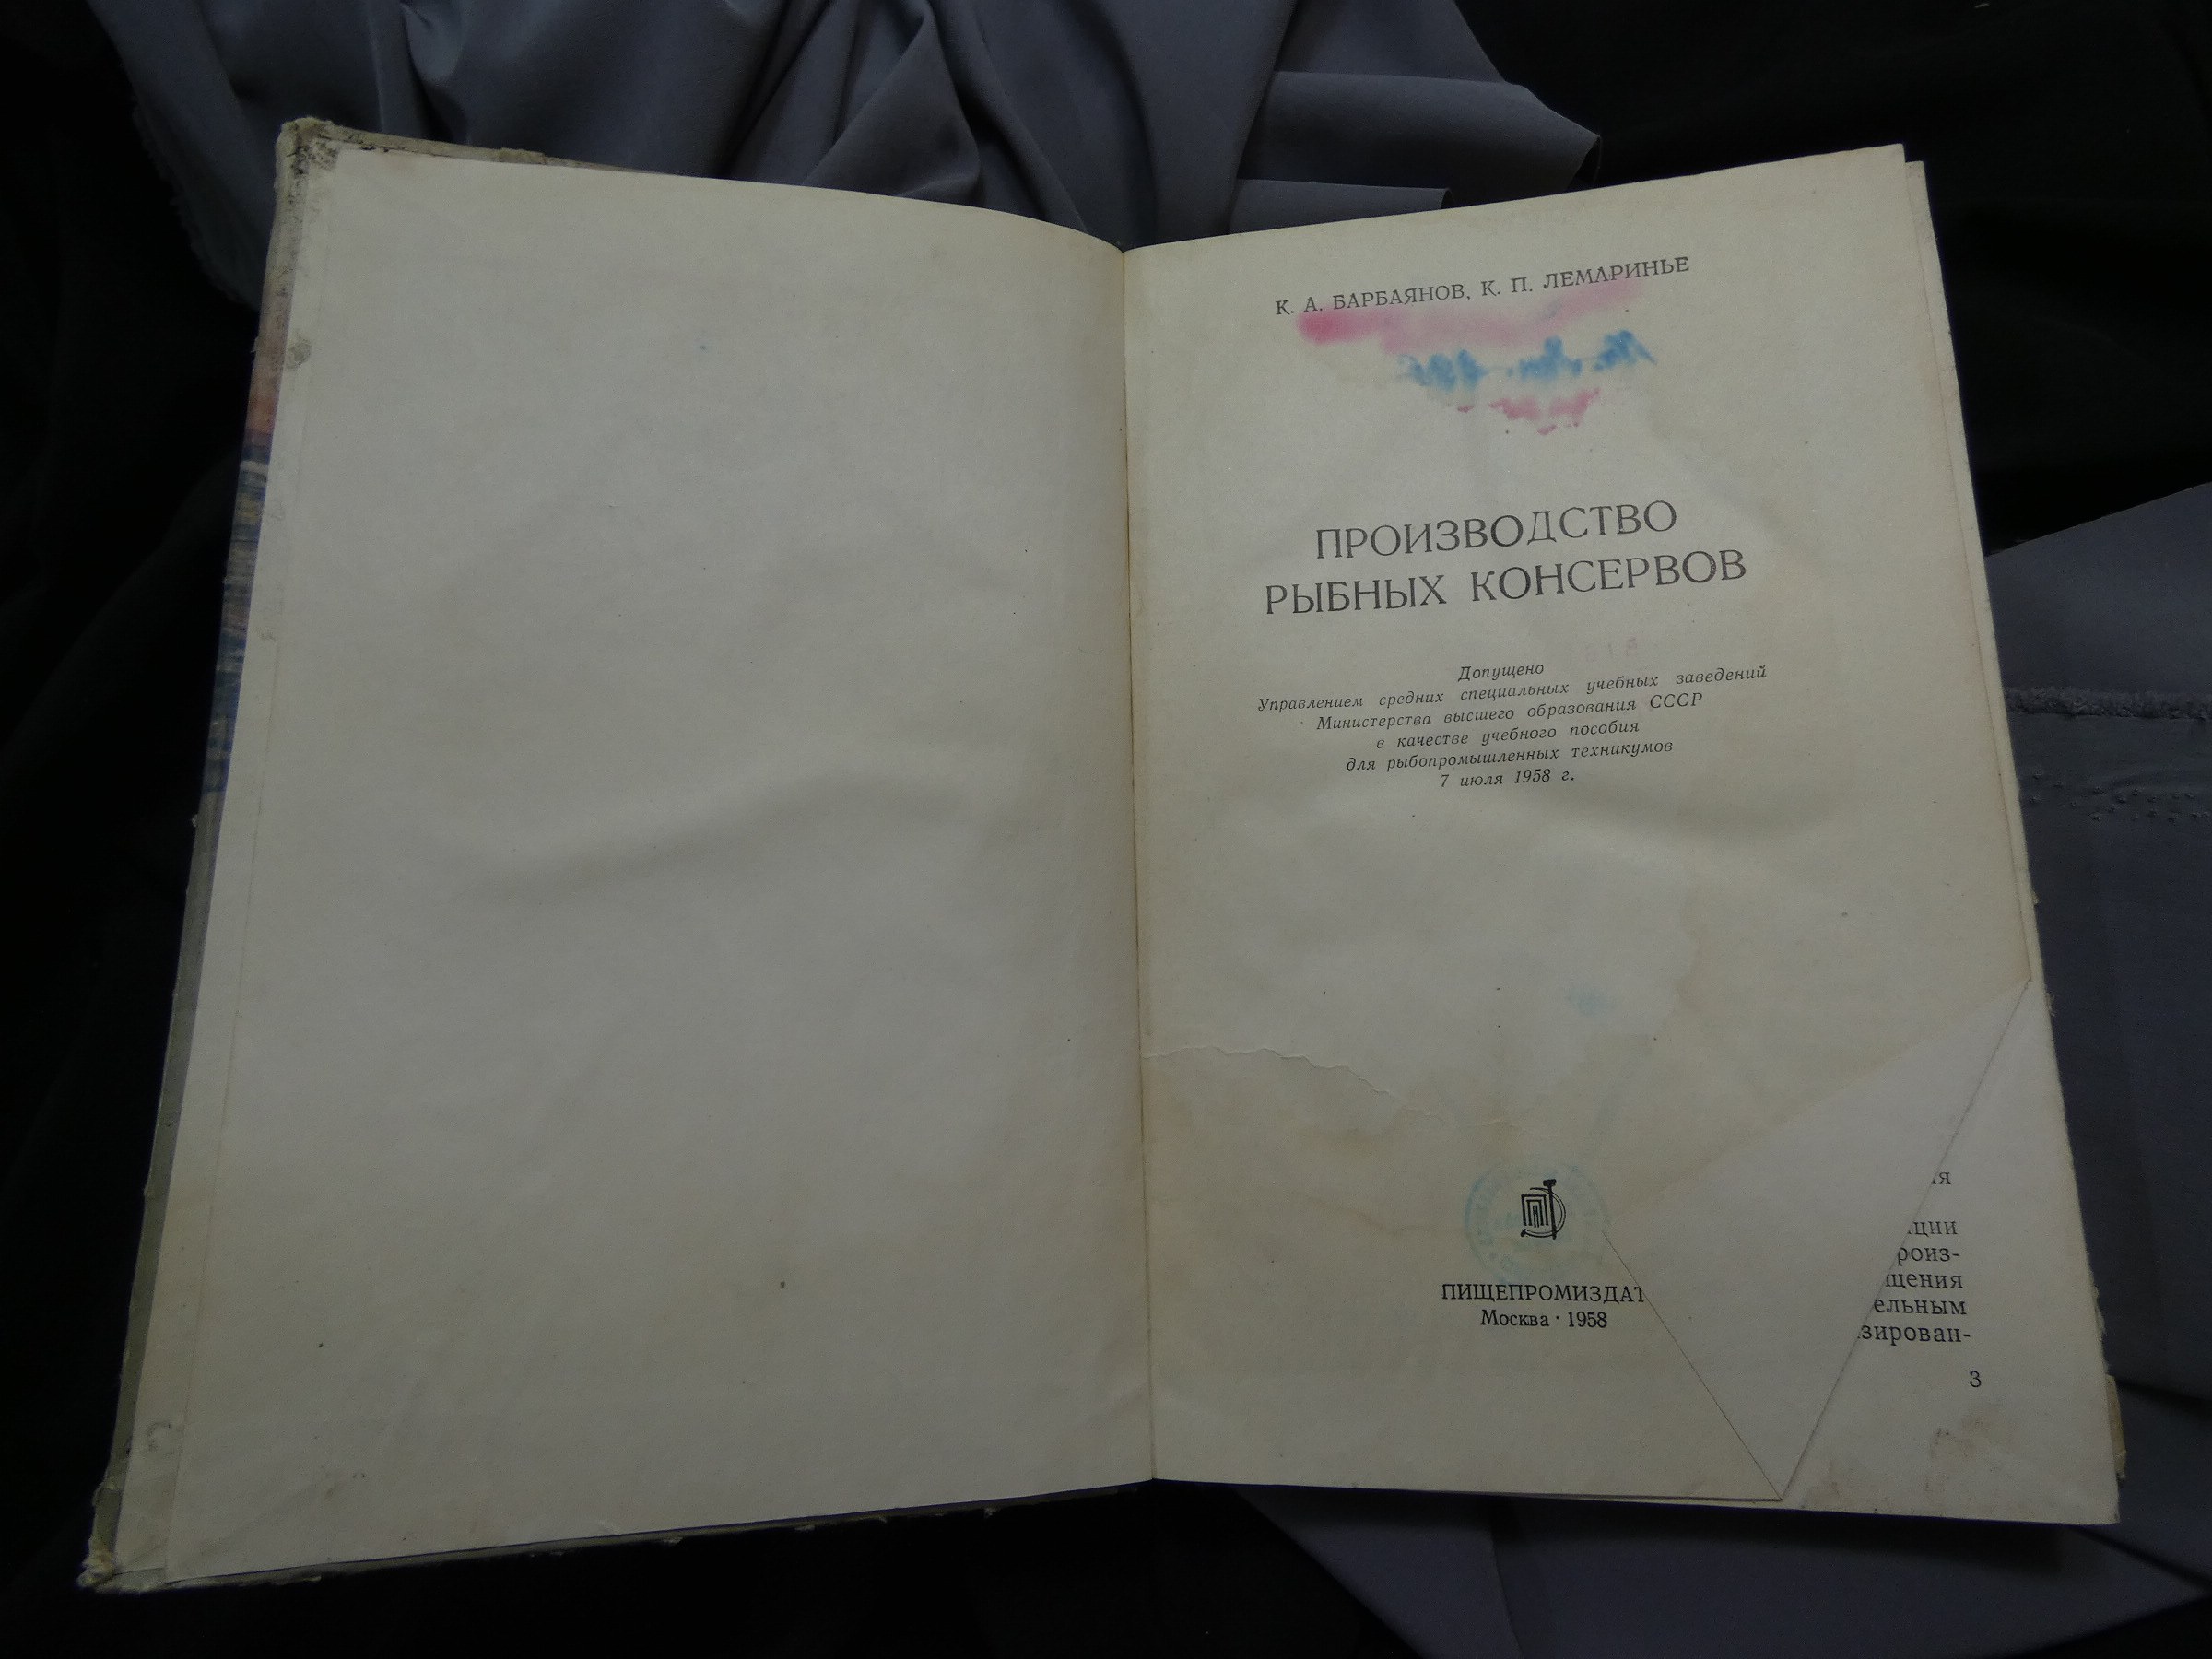 К. А. БАРБАЯНОВ, К. П. ЛЕМАРИНЬЕ
ПРОИЗВОДСТВО
РЫБНЫХ КОНСЕРВОВ
Допущено
Управлением средних специальных учебных заведений
Министерства высшего образования СССР
в качестве учебного пособия
для рыбопромышленных техникумов
7 июля 1958 г.
ПИЩЕПРОМИЗДАТ
Москва · 1958
ия
ции
роиз-
щения
ельным
зирован-
3